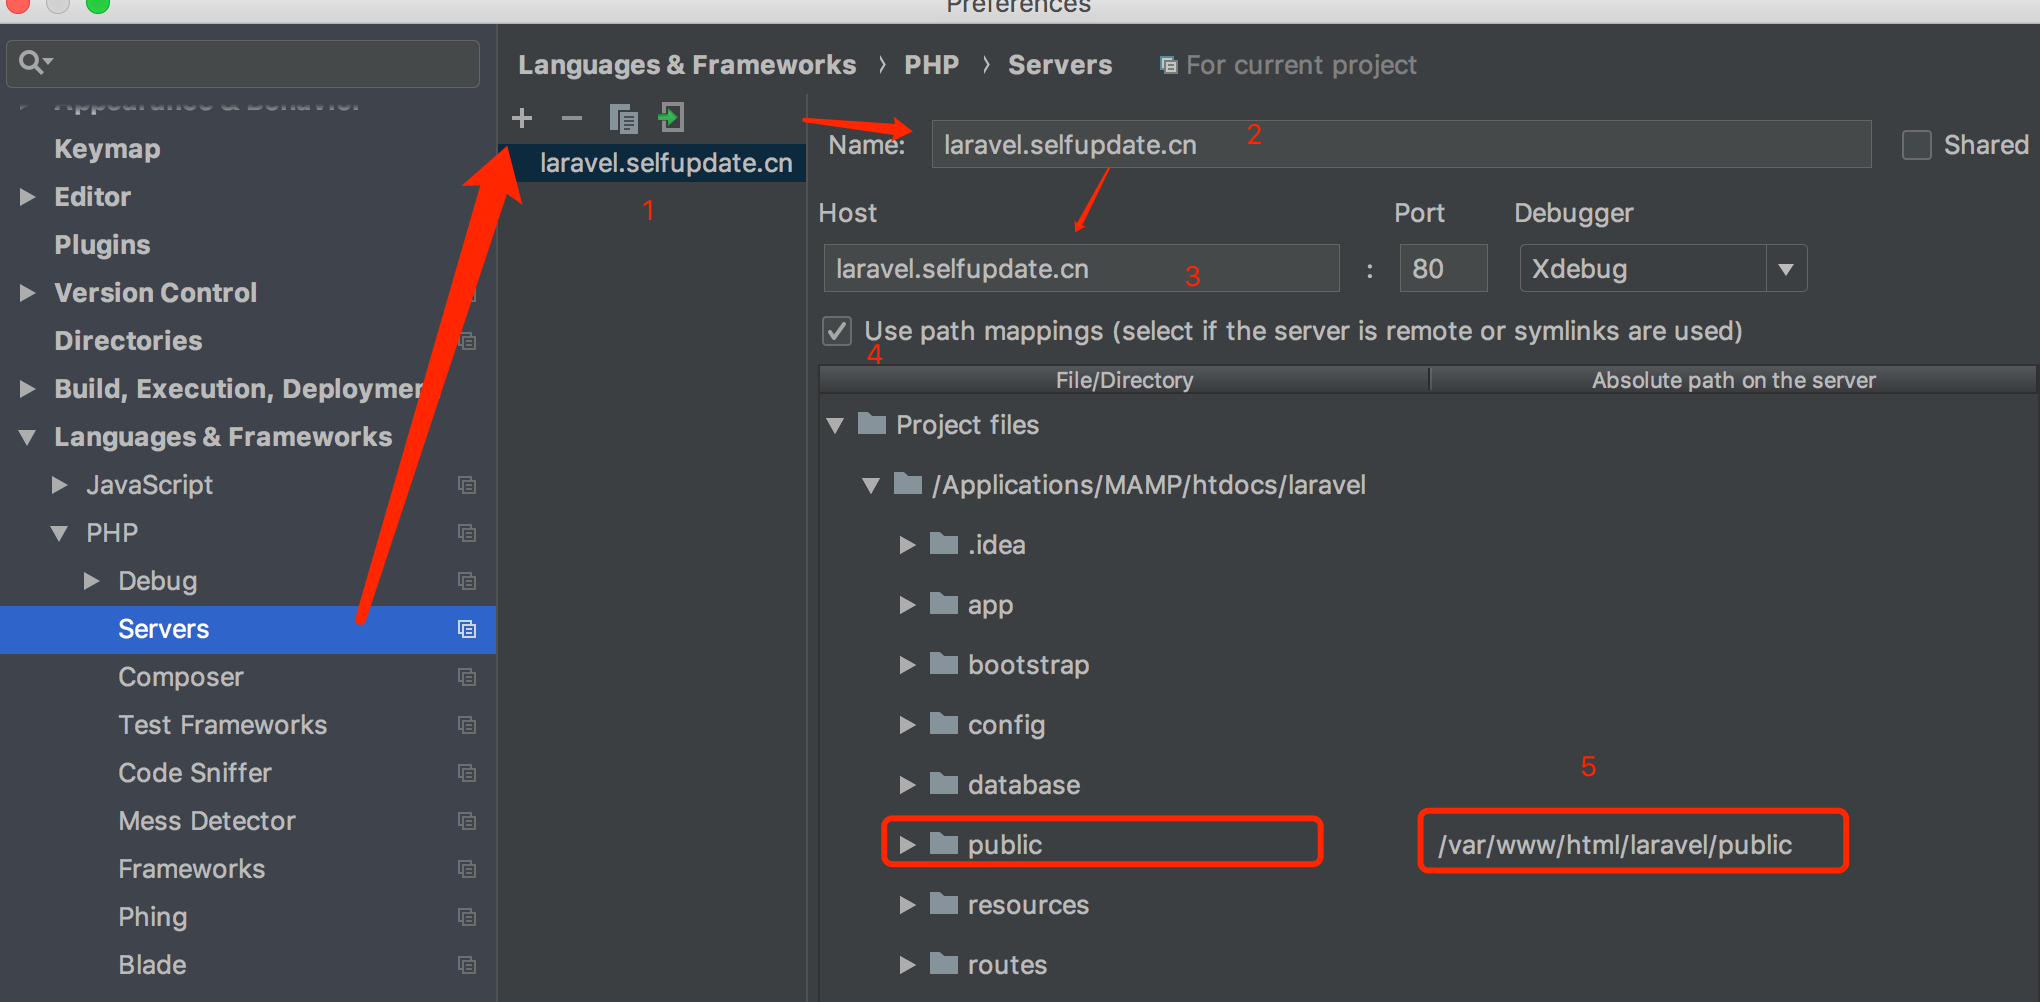 Preferences
Languages & Frameworks › PHP › Servers For current project
Appearance & Behavior
Keymap
Editor
Plugins
Version Control
Directories
Build, Execution, Deploymen
Languages & Frameworks
JavaScript
PHP
Debug
Servers
Composer
Test Frameworks
Code Sniffer
Mess Detector
Frameworks
Phing
Blade
laravel.selfupdate.cn
1
Name: laravel.selfupdate.cn 2 Shared
Host Port Debugger
laravel.selfupdate.cn 3 : 80 Xdebug
Use path mappings (select if the server is remote or symlinks are used)
4
File/Directory Absolute path on the server
Project files
/Applications/MAMP/htdocs/laravel
.idea
app
bootstrap
config
database
5
public /var/www/html/laravel/public
resources
routes